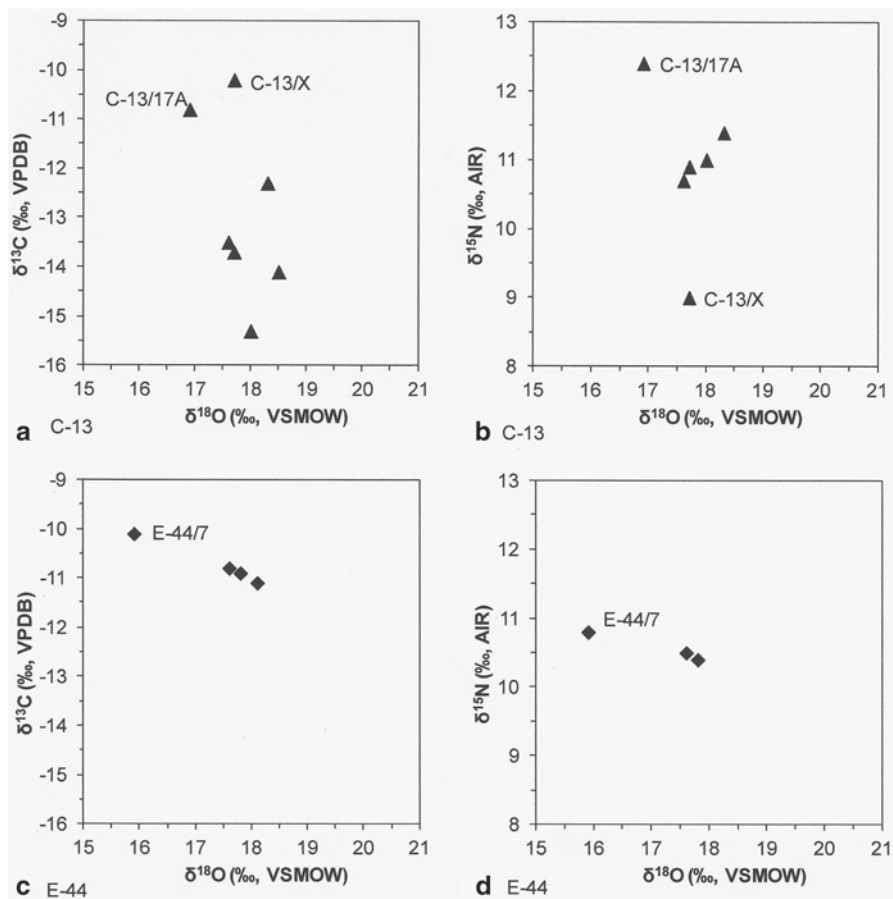 -9
-10
-11
-12
-13
-14
-15
-16
δ¹³C (‰, VPDB)
C-13/X
C-13/17A
15 16 17 18 19 20 21
δ¹⁸O (‰, VSMOW)
a C-13
13
12
11
10
9
8
δ¹⁵N (‰, AIR)
C-13/17A
C-13/X
15 16 17 18 19 20 21
δ¹⁸O (‰, VSMOW)
b C-13
-9
-10
-11
-12
-13
-14
-15
-16
δ¹³C (‰, VPDB)
E-44/7
15 16 17 18 19 20 21
δ¹⁸O (‰, VSMOW)
c E-44
13
12
11
10
9
8
δ¹⁵N (‰, AIR)
E-44/7
15 16 17 18 19 20 21
δ¹⁸O (‰, VSMOW)
d E-44